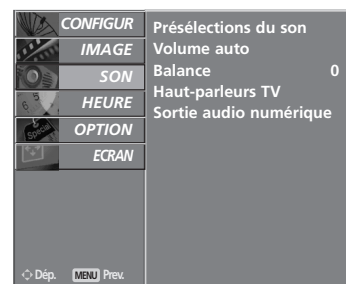 CONFIGUR
IMAGE
SON
HEURE
OPTION
ECRAN
Présélections du son
Volume auto
Balance 0
Haut-parleurs TV
Sortie audio numérique
Dép. MENU Prev.